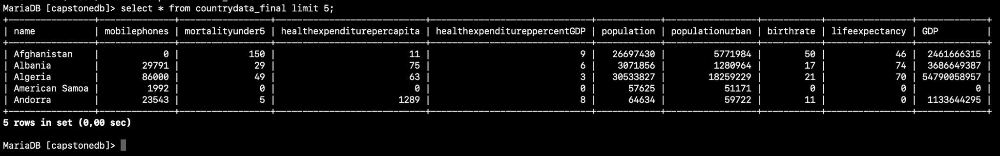 MariaDB [capstonedb]> select * from countrydata_final limit 5;
+----------------+--------------+----------------+----------------------------+------------------------------+------------+-----------------+-----------+----------------+-------------+
| name           | mobilephones | mortalityunder5 | healthexpenditurepercapita | healthexpenditureppercentGDP | population | populationurban | birthrate | lifeexpectancy | GDP         |
+----------------+--------------+----------------+----------------------------+------------------------------+------------+-----------------+-----------+----------------+-------------+
| Afghanistan    |            0 |             150 |                         11 |                            9 |   26697430 |         5771984 |        50 |             46 |  2461666315 |
| Albania        |        29791 |              29 |                         75 |                            6 |    3071856 |         1280964 |        17 |             74 |  3686649387 |
| Algeria        |        86000 |              49 |                         63 |                            3 |   30533827 |        18259229 |        21 |             70 | 54790058957 |
| American Samoa |         1992 |               0 |                          0 |                            0 |      57625 |           51171 |         0 |              0 |           0 |
| Andorra        |        23543 |               5 |                       1289 |                            8 |      64634 |           59722 |        11 |              0 |  1133644295 |
+----------------+--------------+----------------+----------------------------+------------------------------+------------+-----------------+-----------+----------------+-------------+
5 rows in set (0,00 sec)
MariaDB [capstonedb]>